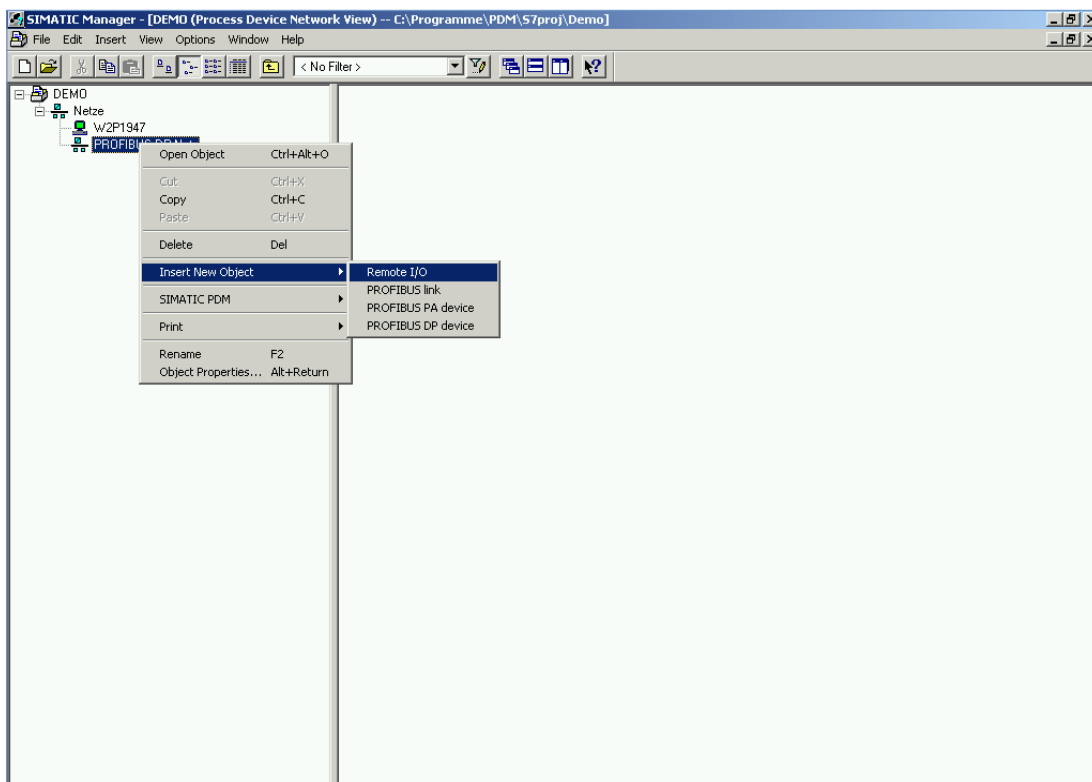 SIMATIC Manager - [DEMO (Process Device Network View) -- C:\Programme\PDM\S7proj\Demo]
File Edit Insert View Options Window Help
< No Filter >
DEMO
Netze
W2P1947
PROFIBUS DP
Open Object Ctrl+Alt+O
Cut Ctrl+X
Copy Ctrl+C
Paste Ctrl+V
Delete Del
Insert New Object
Remote I/O
PROFIBUS link
PROFIBUS PA device
PROFIBUS DP device
SIMATIC PDM
Print
Rename F2
Object Properties... Alt+Return